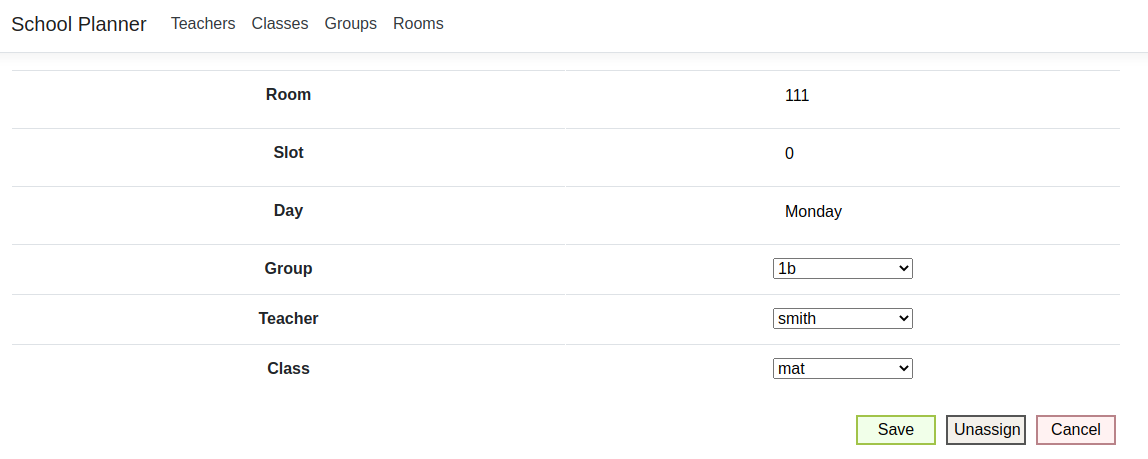 School Planner Teachers Classes Groups Rooms
Room 111
Slot 0
Day Monday
Group 1b
Teacher smith
Class mat
Save Unassign Cancel